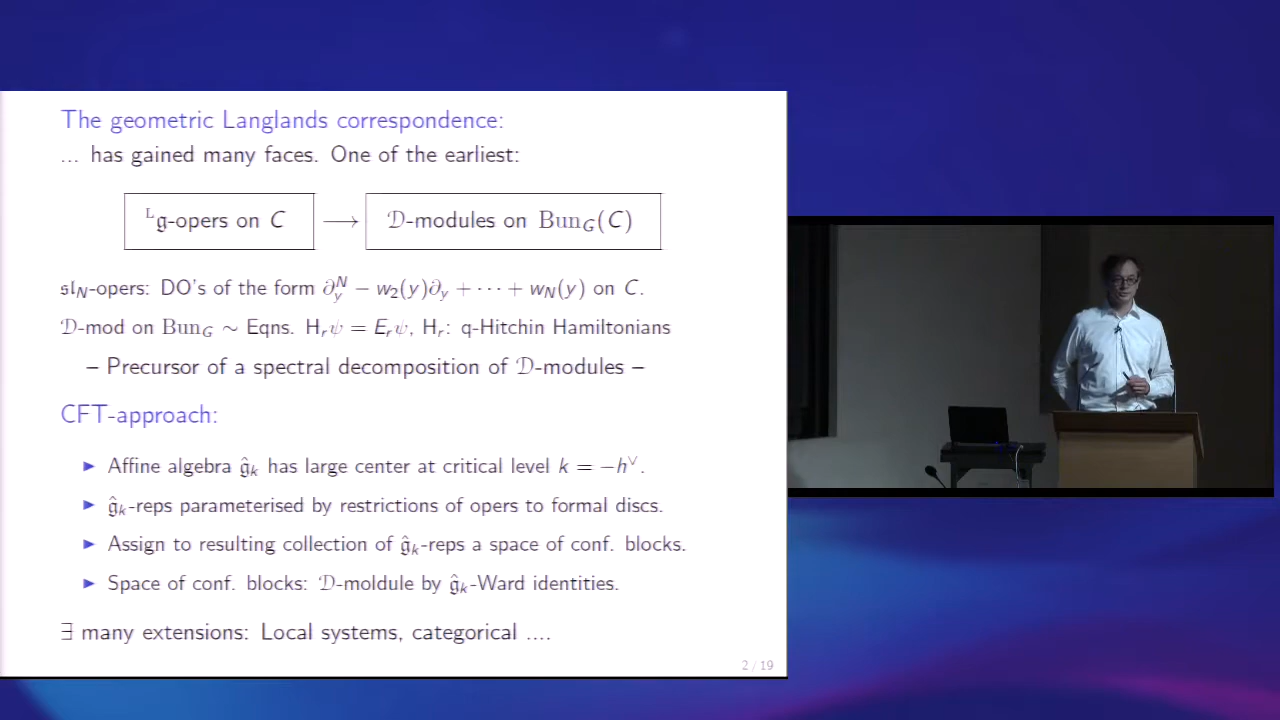 The geometric Langlands correspondence:
... has gained many faces. One of the earliest:
ᴸ𝔤-opers on C ⟶ 𝒟-modules on Bun_G(C)
𝔰𝔩_N-opers: DO's of the form ∂_y^N − w₂(y)∂_y + ⋯ + w_N(y) on C.
𝒟-mod on Bun_G ∼ Eqns. H_rψ = E_rψ, H_r: q-Hitchin Hamiltonians
– Precursor of a spectral decomposition of 𝒟-modules –
CFT-approach:
▶ Affine algebra 𝔤̂_k has large center at critical level k = −h^∨.
▶ 𝔤̂_k-reps parameterised by restrictions of opers to formal discs.
▶ Assign to resulting collection of 𝔤̂_k-reps a space of conf. blocks.
▶ Space of conf. blocks: 𝒟-moldule by 𝔤̂_k-Ward identities.
∃ many extensions: Local systems, categorical ....
2 / 19